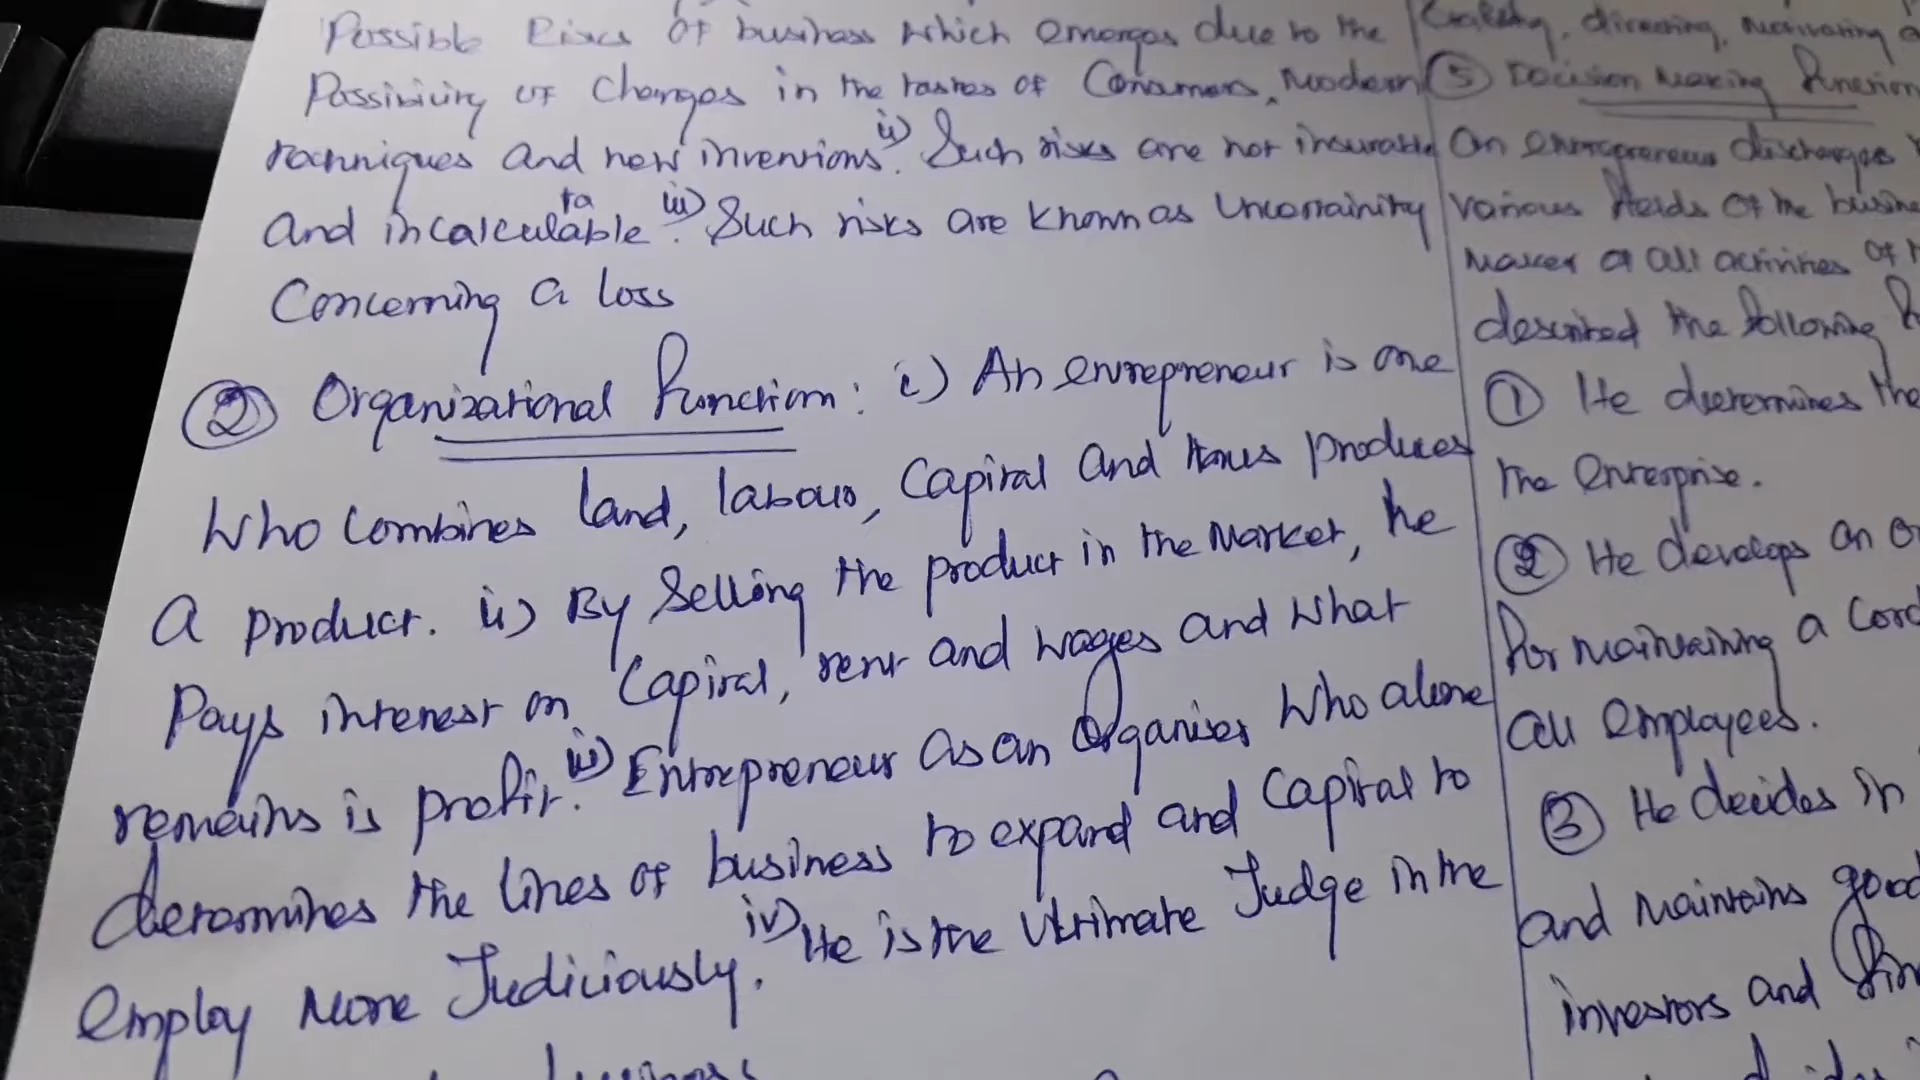 Possible Risks of business which emerges due to the
Possibility of Changes in the tastes of Consumers, Modern
techniques and new inventions. ii) Such risks are not insurable
and incalculable. iii) Such risks are known as Uncertainity
ta
Concerning a loss
② Organizational function: i) An entrepreneur is one
who combines land, labour, Capital and thus produces
a product. ii) By Selling the product in the Market, he
Pays interest on Capital, rent and wages and what
remains is profit. iii) Entrepreneur as an Organiser who alone
determines the lines of business to expand and Capital to
employ more Judiciously. iv) He is the Ultimate Judge in the
business
directing, motivating
⑤ Decision Making function
an entrepreneur discharges
various heads of the
maker of all activities of
described the following
① He determines the
the enterprise.
② He develops an
for maintaining a
all employees.
③ He decides in
and maintains good
investors and